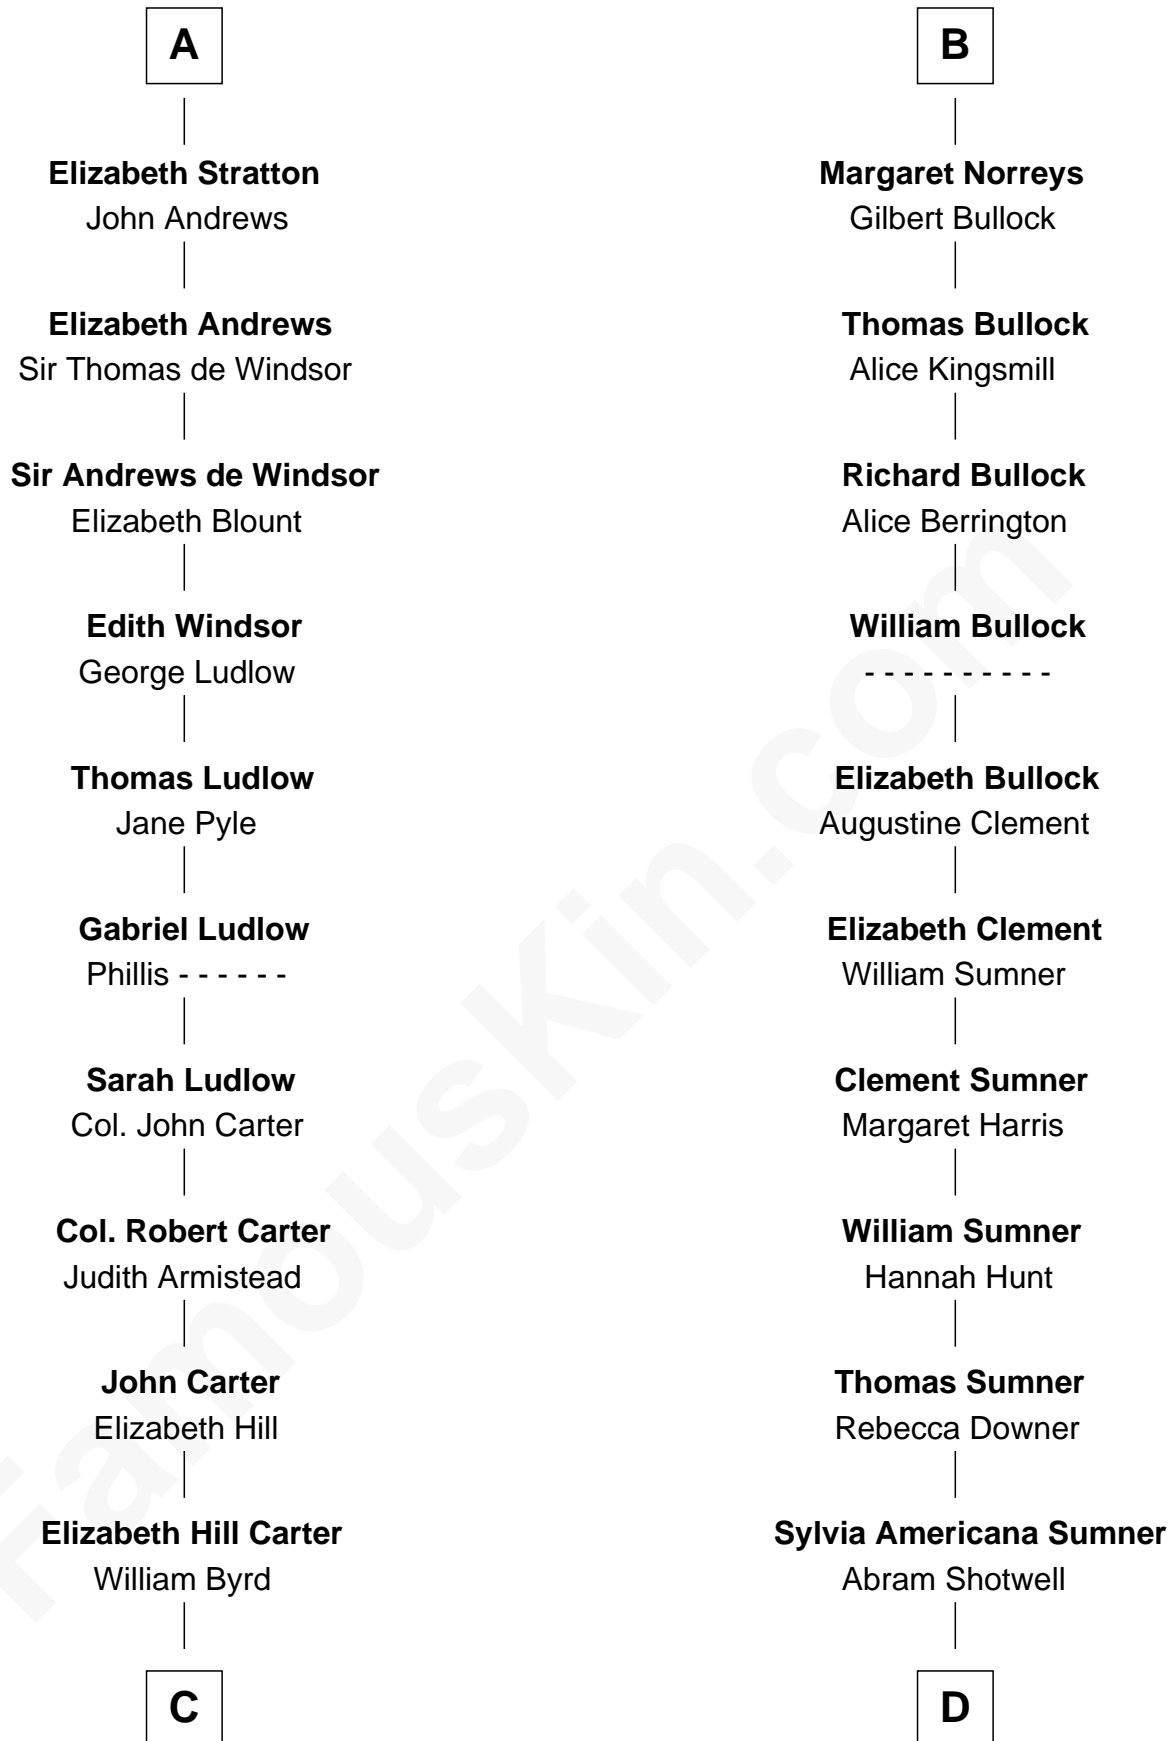 A
Elizabeth Stratton
John Andrews
Elizabeth Andrews
Sir Thomas de Windsor
Sir Andrews de Windsor
Elizabeth Blount
Edith Windsor
George Ludlow
Thomas Ludlow
Jane Pyle
Gabriel Ludlow
Phillis - - - - - -
Sarah Ludlow
Col. John Carter
Col. Robert Carter
Judith Armistead
John Carter
Elizabeth Hill
Elizabeth Hill Carter
William Byrd
C
B
Margaret Norreys
Gilbert Bullock
Thomas Bullock
Alice Kingsmill
Richard Bullock
Alice Berrington
William Bullock
- - - - - - - - - -
Elizabeth Bullock
Augustine Clement
Elizabeth Clement
William Sumner
Clement Sumner
Margaret Harris
William Sumner
Hannah Hunt
Thomas Sumner
Rebecca Downer
Sylvia Americana Sumner
Abram Shotwell
D
FamousKin.com